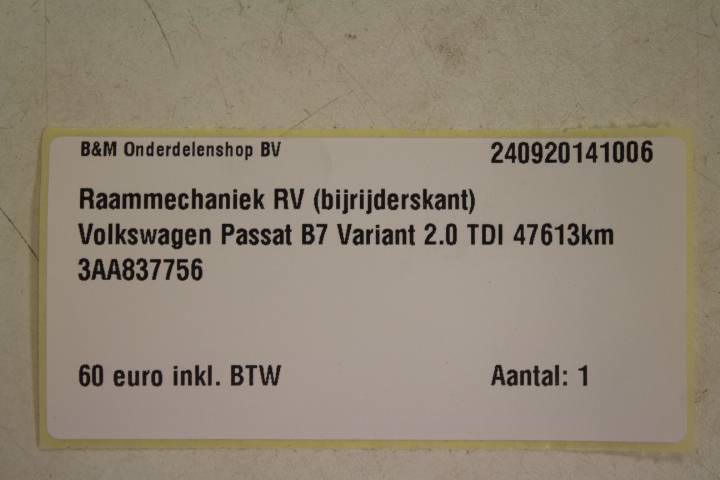 B&M Onderdelenshop BV 240920141006
Raammechaniek RV (bijrijderskant)
Volkswagen Passat B7 Variant 2.0 TDI 47613km
3AA837756
60 euro inkl. BTW Aantal: 1